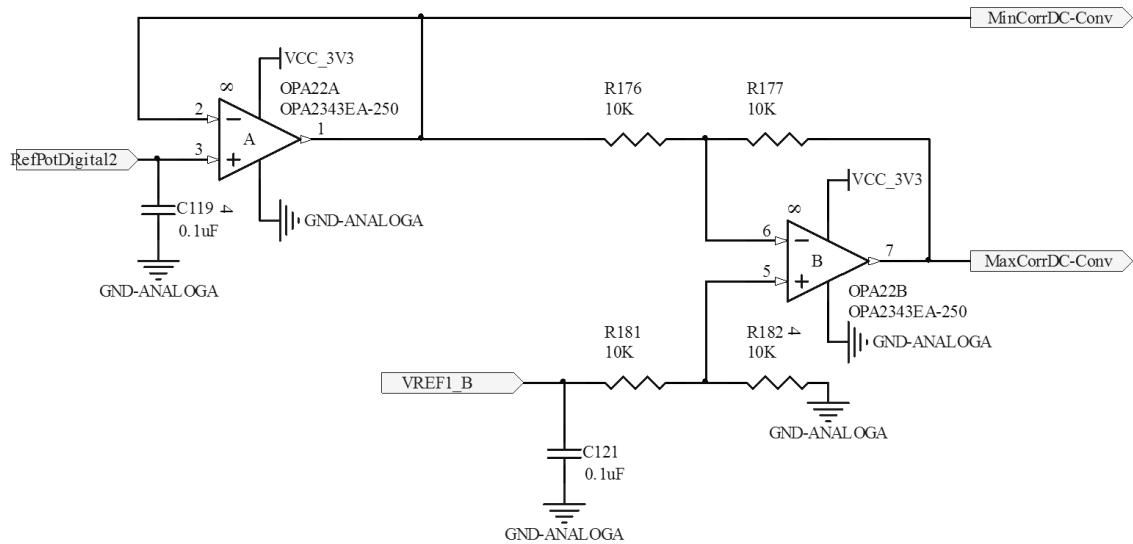 MinCorrDC-Conv
VCC_3V3
8
OPA22A
OPA2343EA-250
2
A
1
3
RefPotDigital2
C119
0.1uF
4
GND-ANALOGA
GND-ANALOGA
R176
10K
R177
10K
VCC_3V3
8
6
B
7
5
MaxCorrDC-Conv
OPA22B
OPA2343EA-250
4
GND-ANALOGA
R181
10K
R182
10K
VREF1_B
GND-ANALOGA
C121
0.1uF
GND-ANALOGA